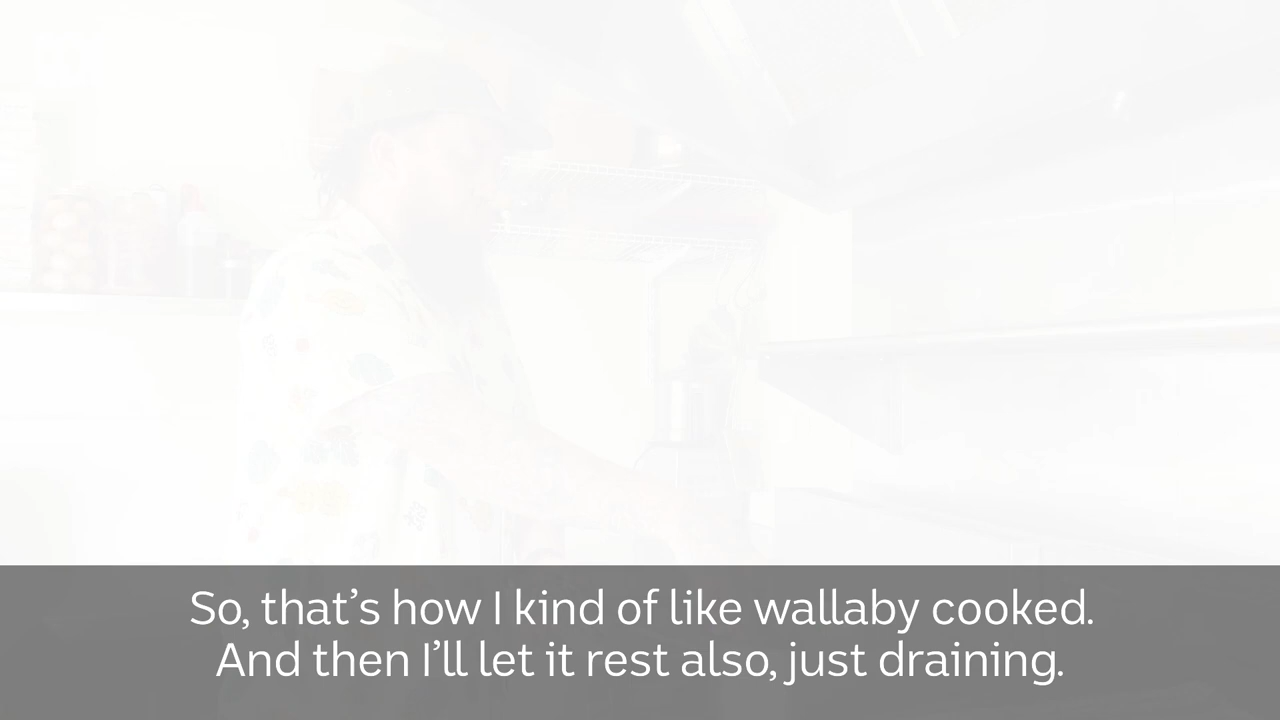 So, that’s how I kind of like wallaby cooked.
And then I’ll let it rest also, just draining.